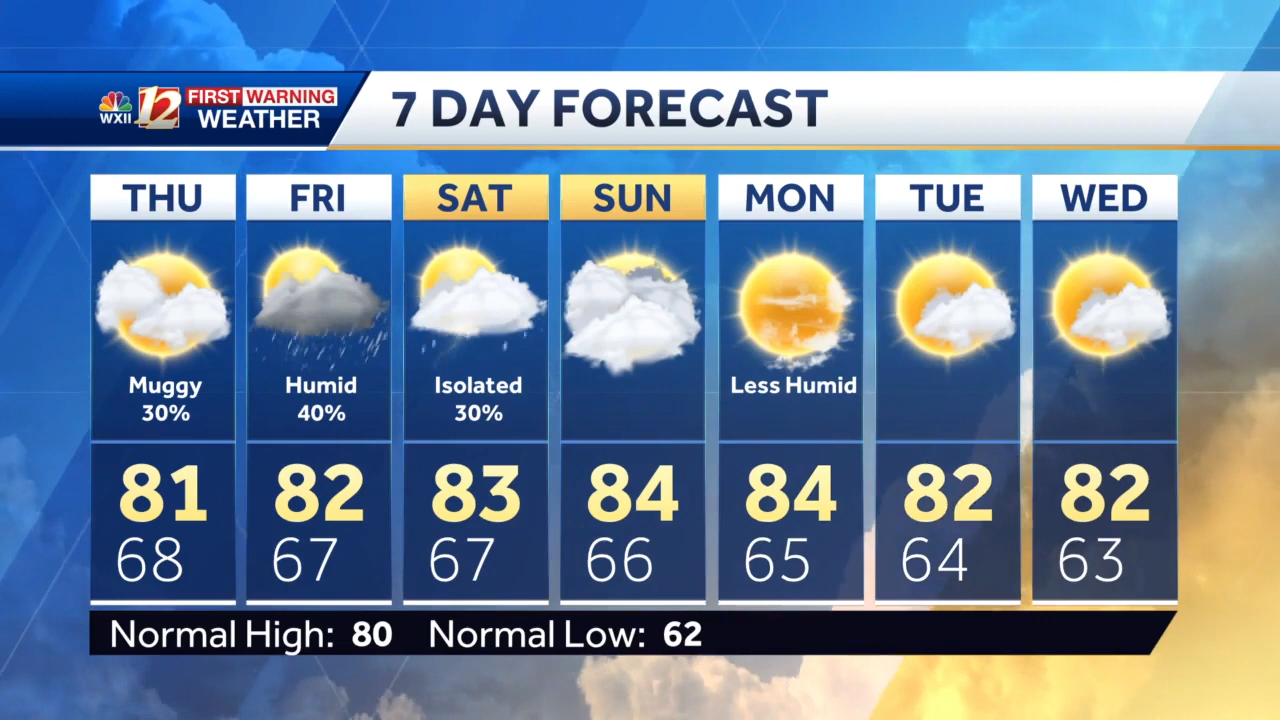 WXII 12 FIRST WARNING
WEATHER
7 DAY FORECAST
THU FRI SAT SUN MON TUE WED
Muggy Humid Isolated Less Humid
30% 40% 30%
81 82 83 84 84 82 82
68 67 67 66 65 64 63
Normal High: 80 Normal Low: 62